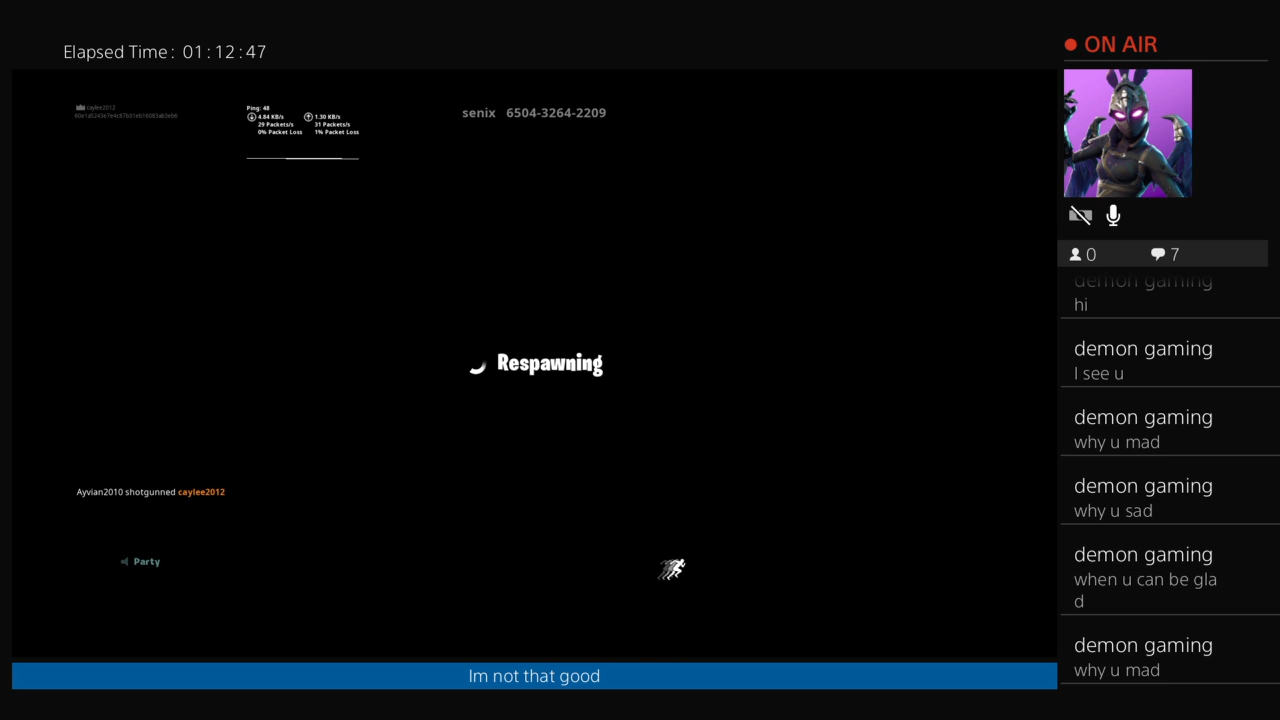 Elapsed Time: 01:12:47
ON AIR
caylee2012
Ping: 48
4.84 KB/s 1.30 KB/s
29 Packets/s 31 Packets/s
0% Packet Loss 1% Packet Loss
senix 6504-3264-2209
0 7
demon gaming
hi
demon gaming
I see u
demon gaming
why u mad
demon gaming
why u sad
demon gaming
when u can be gla
d
demon gaming
why u mad
Respawning
Ayvian2010 shotgunned caylee2012
Party
Im not that good